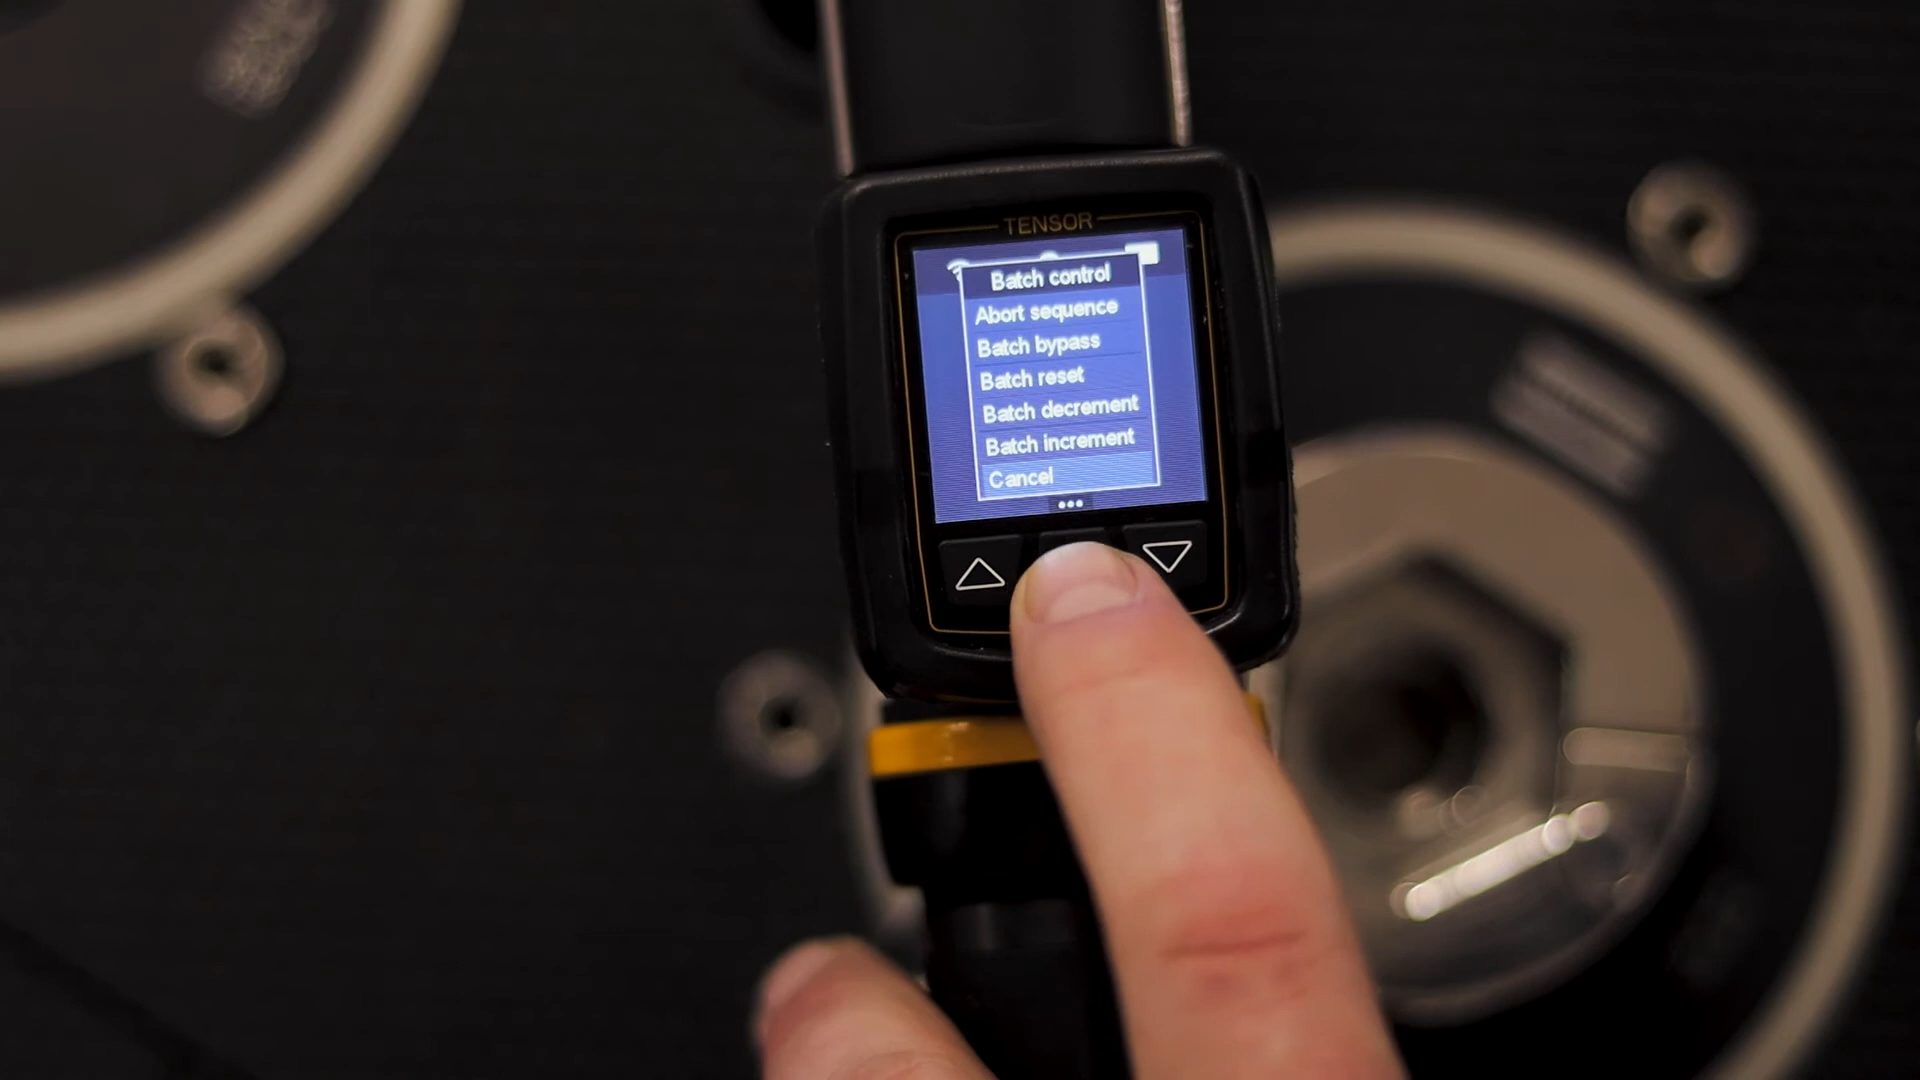 TENSOR
Batch control
Abort sequence
Batch bypass
Batch reset
Batch decrement
Batch increment
Cancel